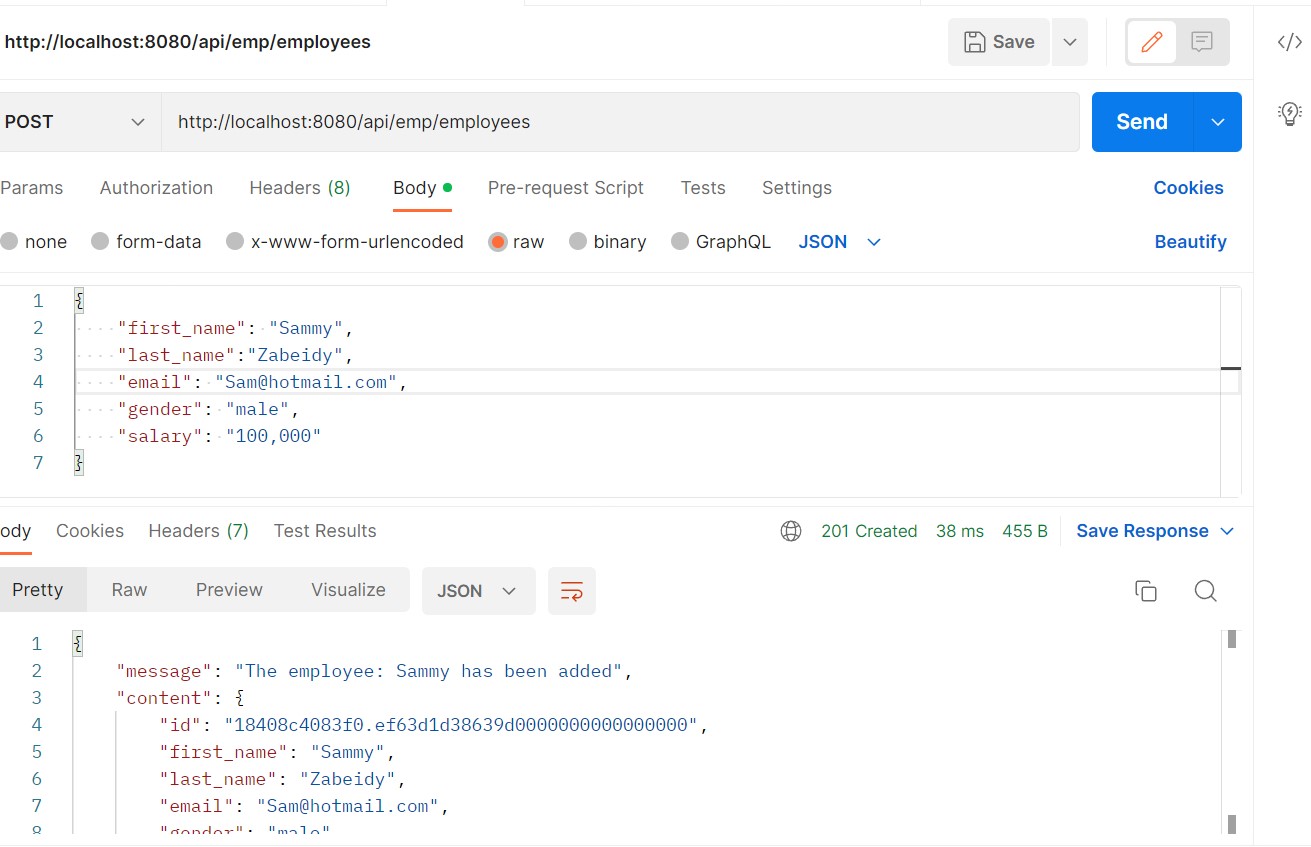 http://localhost:8080/api/emp/employees
Save
POST
http://localhost:8080/api/emp/employees
Send
Params Authorization Headers (8) Body Pre-request Script Tests Settings Cookies
none form-data x-www-form-urlencoded raw binary GraphQL JSON Beautify
1 {
2 "first_name": "Sammy",
3 "last_name":"Zabeidy",
4 "email": "Sam@hotmail.com",
5 "gender": "male",
6 "salary": "100,000"
7 }
ody Cookies Headers (7) Test Results 201 Created 38 ms 455 B Save Response
Pretty Raw Preview Visualize JSON
1 {
2 "message": "The employee: Sammy has been added",
3 "content": {
4 "id": "18408c4083f0.ef63d1d38639d0000000000000000",
5 "first_name": "Sammy",
6 "last_name": "Zabeidy",
7 "email": "Sam@hotmail.com",
8 "gender": "male"